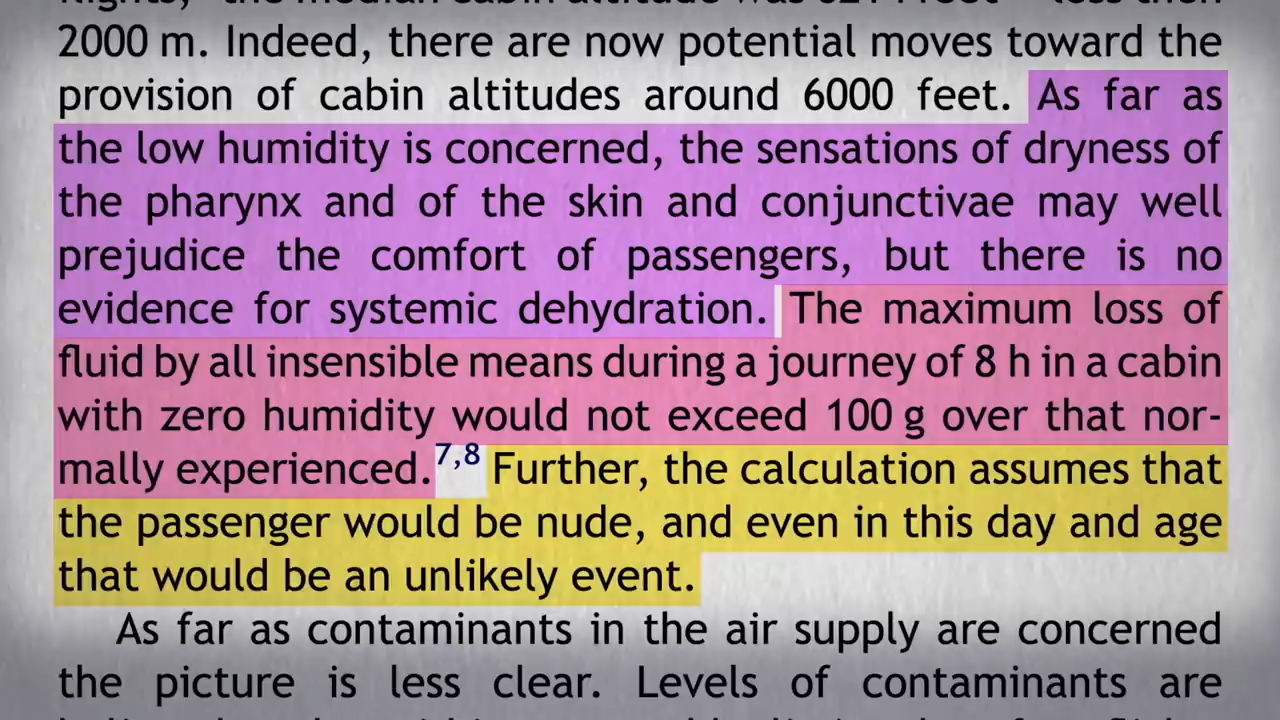 2000 m. Indeed, there are now potential moves toward the
provision of cabin altitudes around 6000 feet. As far as
the low humidity is concerned, the sensations of dryness of
the pharynx and of the skin and conjunctivae may well
prejudice the comfort of passengers, but there is no
evidence for systemic dehydration. The maximum loss of
fluid by all insensible means during a journey of 8 h in a cabin
with zero humidity would not exceed 100 g over that nor-
mally experienced.7,8 Further, the calculation assumes that
the passenger would be nude, and even in this day and age
that would be an unlikely event.
As far as contaminants in the air supply are concerned
the picture is less clear. Levels of contaminants are